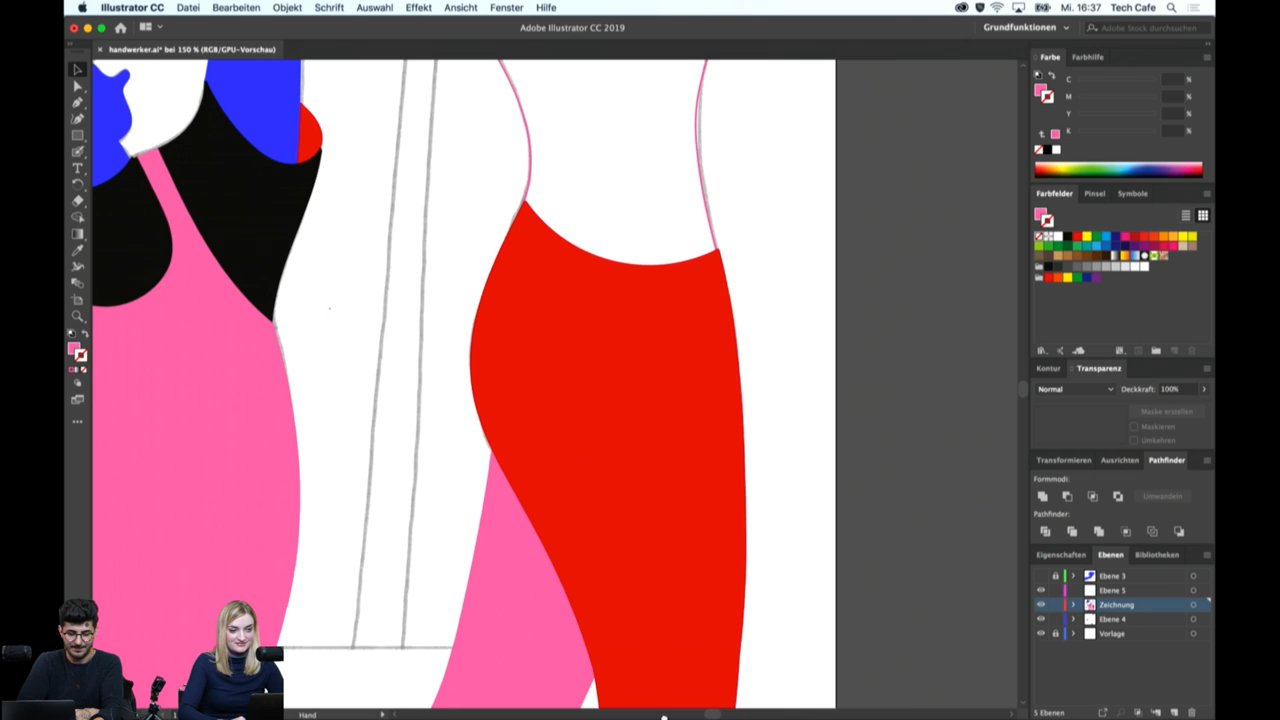 Illustrator CC Datei Bearbeiten Objekt Schrift Auswahl Effekt Ansicht Fenster Hilfe Mi. 16:37 Tech Cafe
Adobe Illustrator CC 2019
Grundfunktionen
Adobe Stock durchsuchen
handwerker.ai* bei 150 % (RGB/GPU-Vorschau)
Farbe Farbhilfe
C %
M %
Y %
K %
Farbfelder Pinsel Symbole
Kontur Transparenz
Normal Deckkraft: 100%
Maske erstellen
Maskieren
Umkehren
Transformieren Ausrichten Pathfinder
Formmodi:
Umwandeln
Pathfinder:
Eigenschaften Ebenen Bibliotheken
Ebene 3
Ebene 5
Zeichnung
Ebene 4
Vorlage
5 Ebenen
Hand